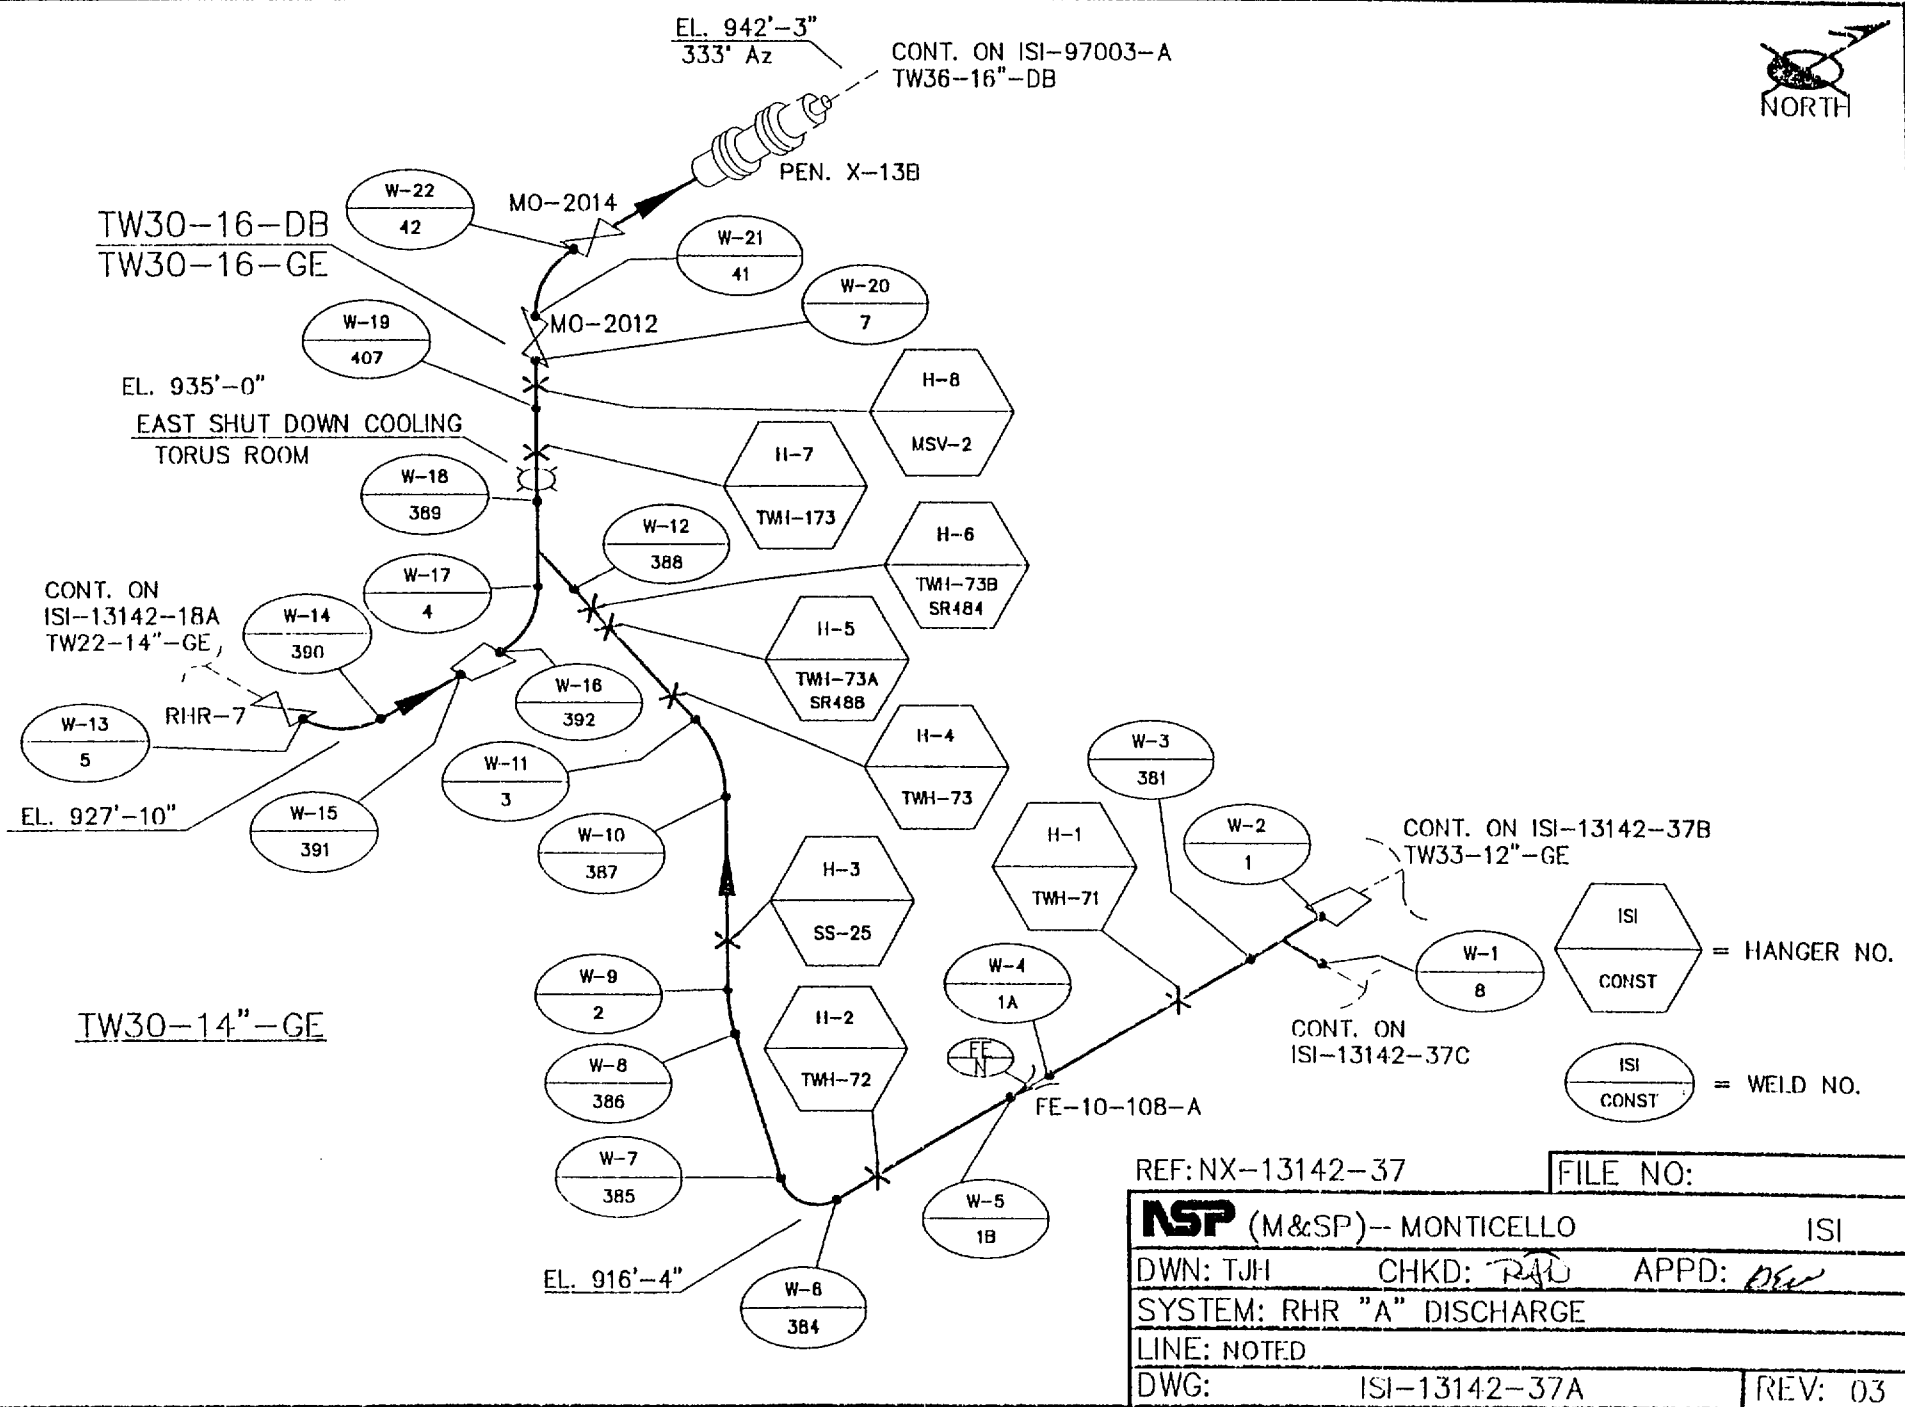 EL. 942'-3"
333° Az
CONT. ON ISI-97003-A
TW36-16"-DB
NORTH
PEN. X-13B
W-22
42
MO-2014
TW30-16-DB
TW30-16-GE
W-21
41
W-20
7
W-19
407
MO-2012
EL. 935'-0"
H-8
MSV-2
EAST SHUT DOWN COOLING
TORUS ROOM
H-7
TWH-173
W-18
389
W-12
388
H-6
TWH-73B
SR484
W-17
4
CONT. ON
ISI-13142-18A
TW22-14"-GE
W-14
390
H-5
TWH-73A
SR488
W-16
392
RHR-7
W-13
5
H-4
TWH-73
W-11
3
W-3
381
EL. 927'-10"
W-15
391
W-10
387
H-1
TWH-71
W-2
1
CONT. ON ISI-13142-37B
TW33-12"-GE
H-3
SS-25
ISI
CONST
= HANGER NO.
W-9
2
W-4
1A
W-1
8
TW30-14"-GE
H-2
TWH-72
CONT. ON
ISI-13142-37C
FE
N
W-8
386
ISI
CONST
= WELD NO.
FE-10-108-A
W-7
385
W-5
1B
EL. 916'-4"
W-6
384
REF: NX-13142-37
FILE NO:
NSP (M&SP)-- MONTICELLO ISI
DWN: TJH CHKD: APPD:
SYSTEM: RHR "A" DISCHARGE
LINE: NOTED
DWG: ISI-13142-37A REV: 03